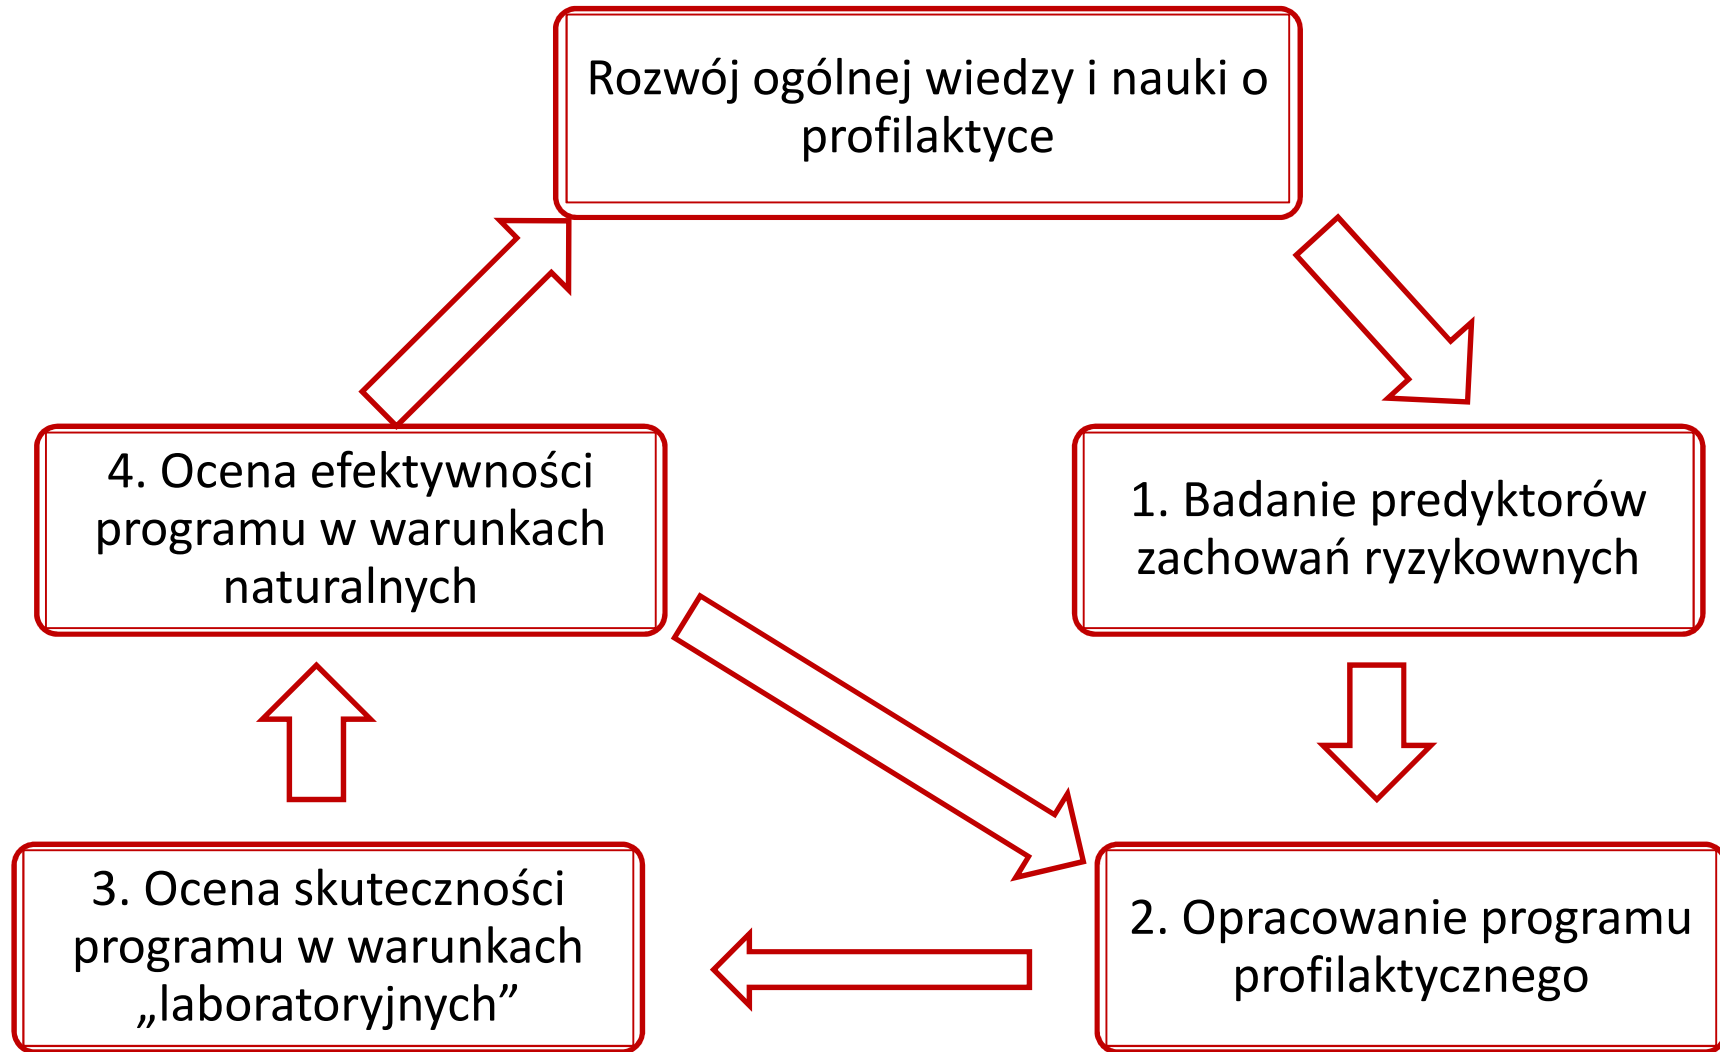 Rozwój ogólnej wiedzy i nauki o
profilaktyce
1. Badanie predyktorów
zachowań ryzykownych
2. Opracowanie programu
profilaktycznego
3. Ocena skuteczności
programu w warunkach
„laboratoryjnych”
4. Ocena efektywności
programu w warunkach
naturalnych